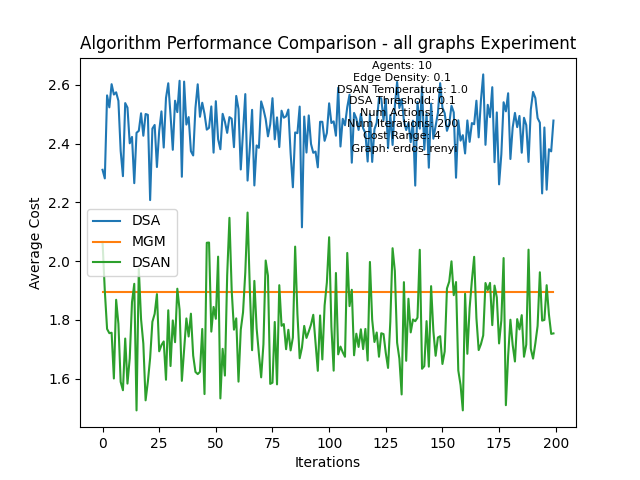 Algorithm Performance Comparison - all graphs Experiment
Agents: 10
Edge Density: 0.1
DSAN Temperature: 1.0
DSA Threshold: 0.1
Num Actions: 2
Num Iterations: 200
Cost Range: 4
Graph: erdos_renyi
2.6
2.4
2.2
2.0
1.8
1.6
Average Cost
DSA
MGM
DSAN
0
25
50
75
100
125
150
175
200
Iterations